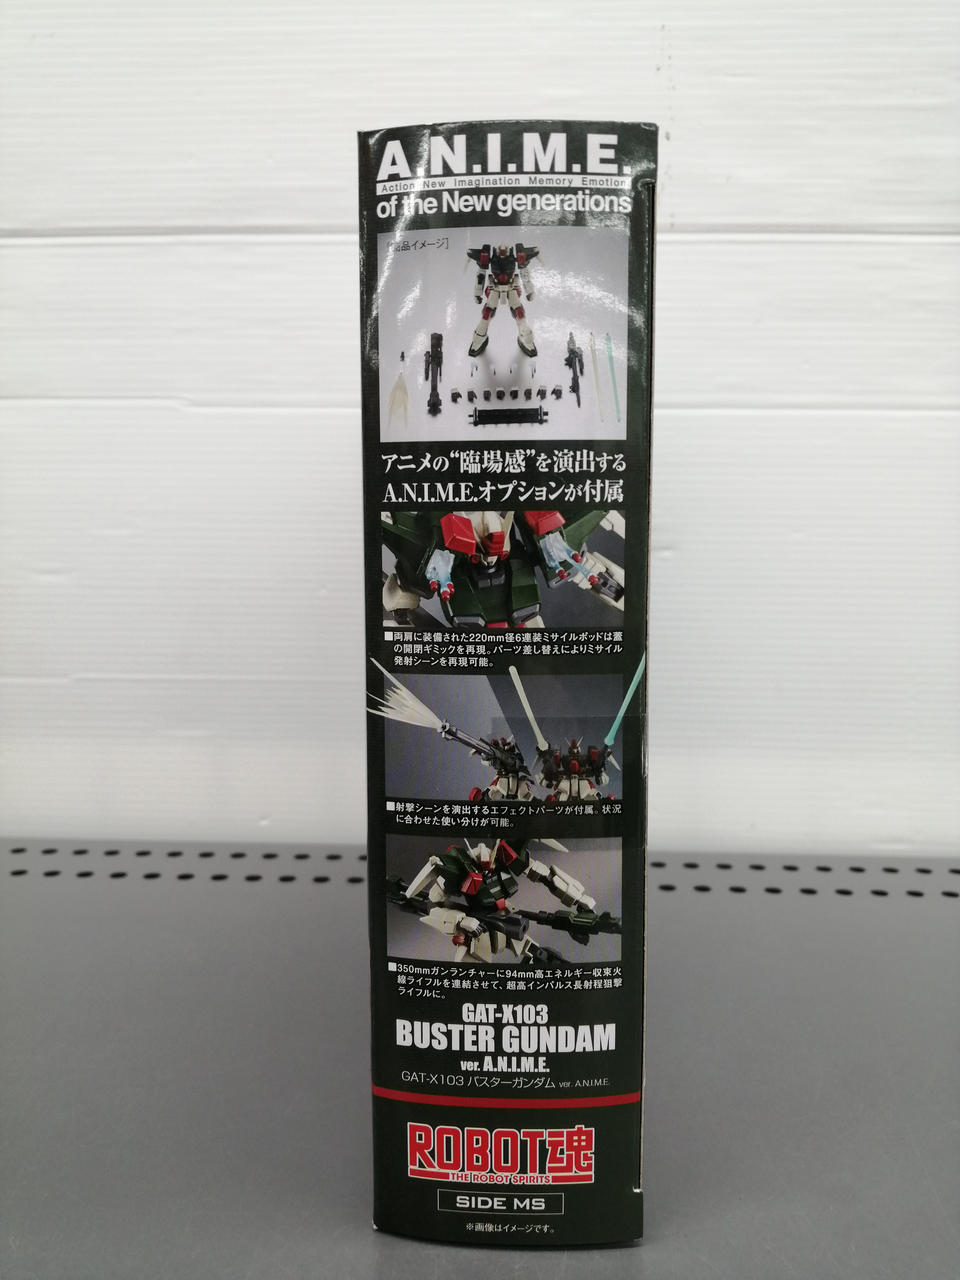 A.N.I.M.E.
Action New Imagination Memory Emotion
of the New generations
[商品イメージ]
アニメの“臨場感”を演出する
A.N.I.M.E.オプションが付属
■両肩に装備された220mm径6連装ミサイルポッドは蓋
の開閉ギミックを再現。パーツ差し替えによりミサイル
発射シーンを再現可能。
■射撃シーンを演出するエフェクトパーツが付属。状況
に合わせた使い分けが可能。
■350mmガンランチャーに94mm高エネルギー収束火
線ライフルを連結させて、超高インパルス長射程狙撃
ライフルに。
GAT-X103
BUSTER GUNDAM
ver. A.N.I.M.E.
GAT-X103 バスターガンダム ver. A.N.I.M.E.
ROBOT魂
THE ROBOT SPIRITS
SIDE MS
※画像はイメージです。